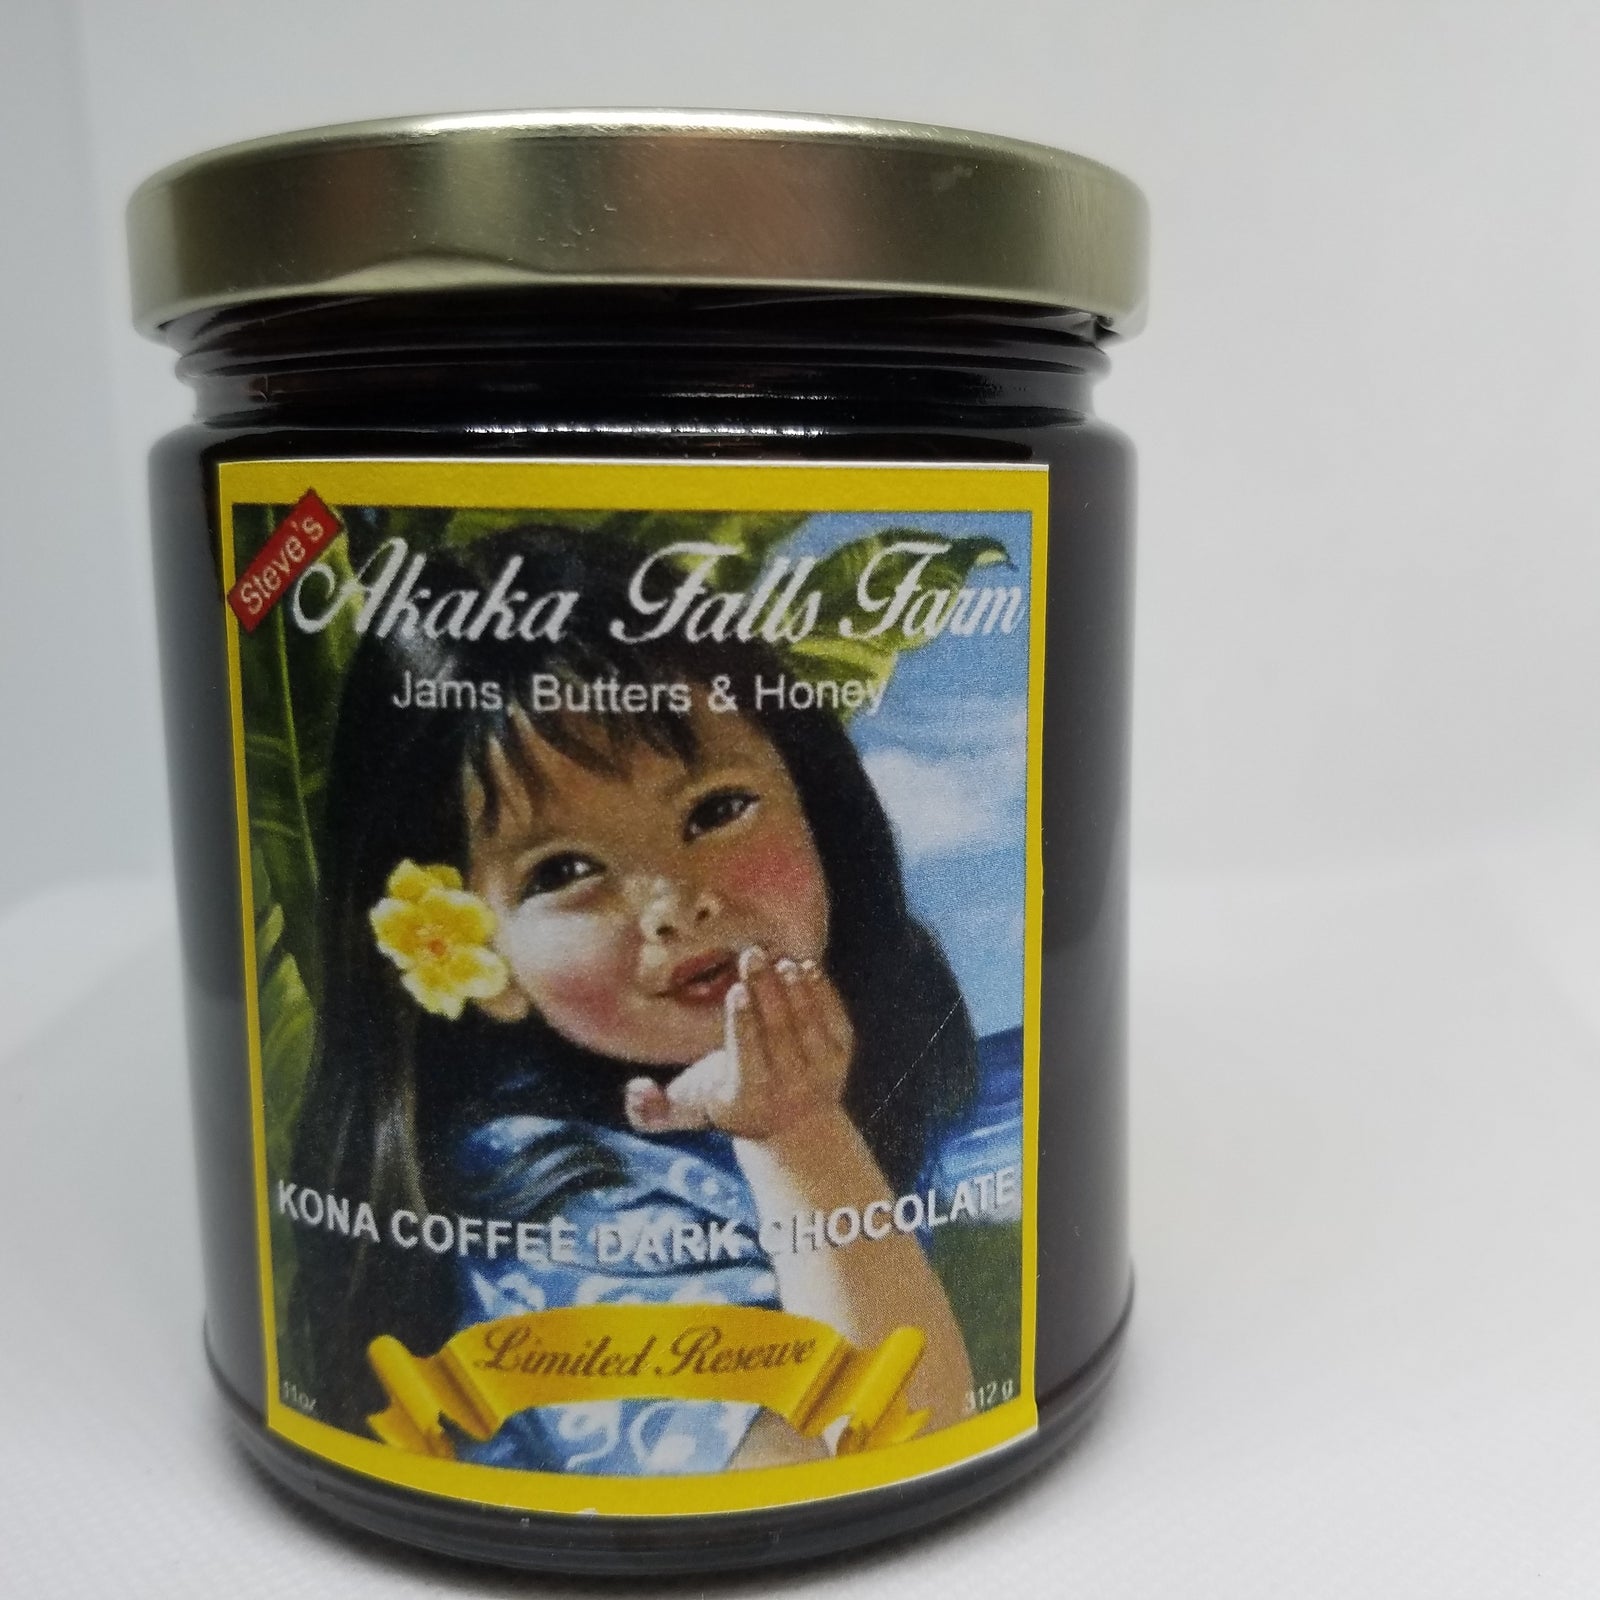 Steve's
Akaka Falls Farm
Jams, Butters & Honey
KONA COFFEE DARK CHOCOLATE
Limited Reserve
11oz
312 g